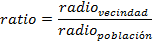 ratio = radio_vecindad / radio_población